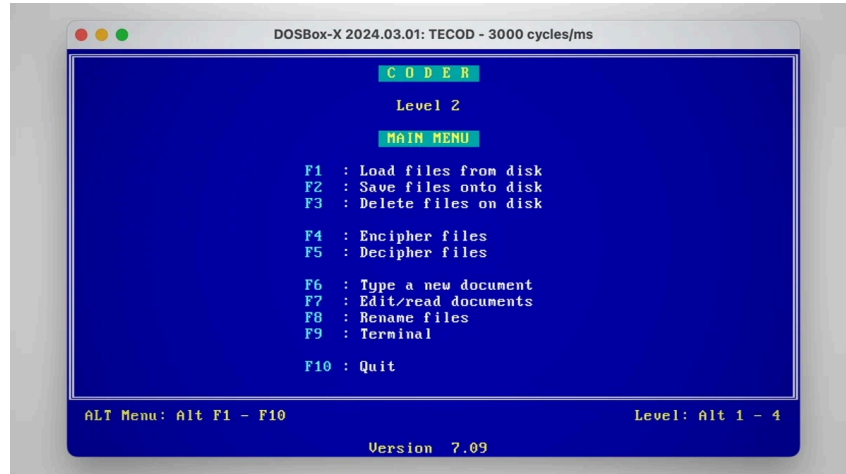 DOSBox-X 2024.03.01: TECOD - 3000 cycles/ms
C O D E R
Level 2
MAIN MENU
F1 : Load files from disk
F2 : Save files onto disk
F3 : Delete files on disk
F4 : Encipher files
F5 : Decipher files
F6 : Type a new document
F7 : Edit/read documents
F8 : Rename files
F9 : Terminal
F10 : Quit
ALT Menu: Alt F1 - F10 Level: Alt 1 - 4
Version 7.09